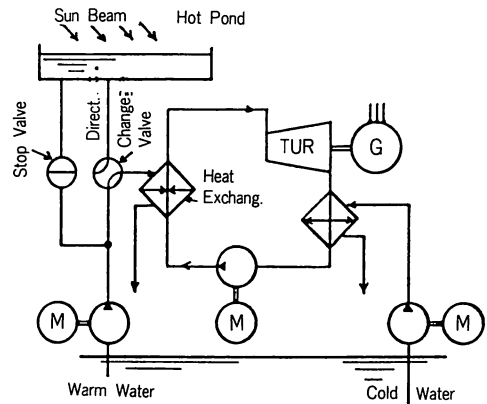 Sun Beam
Hot Pond
Stop Valve
Direct.
Change:
Valve
TUR
G
Heat
Exchang.
M
M
M
Warm Water
Cold Water